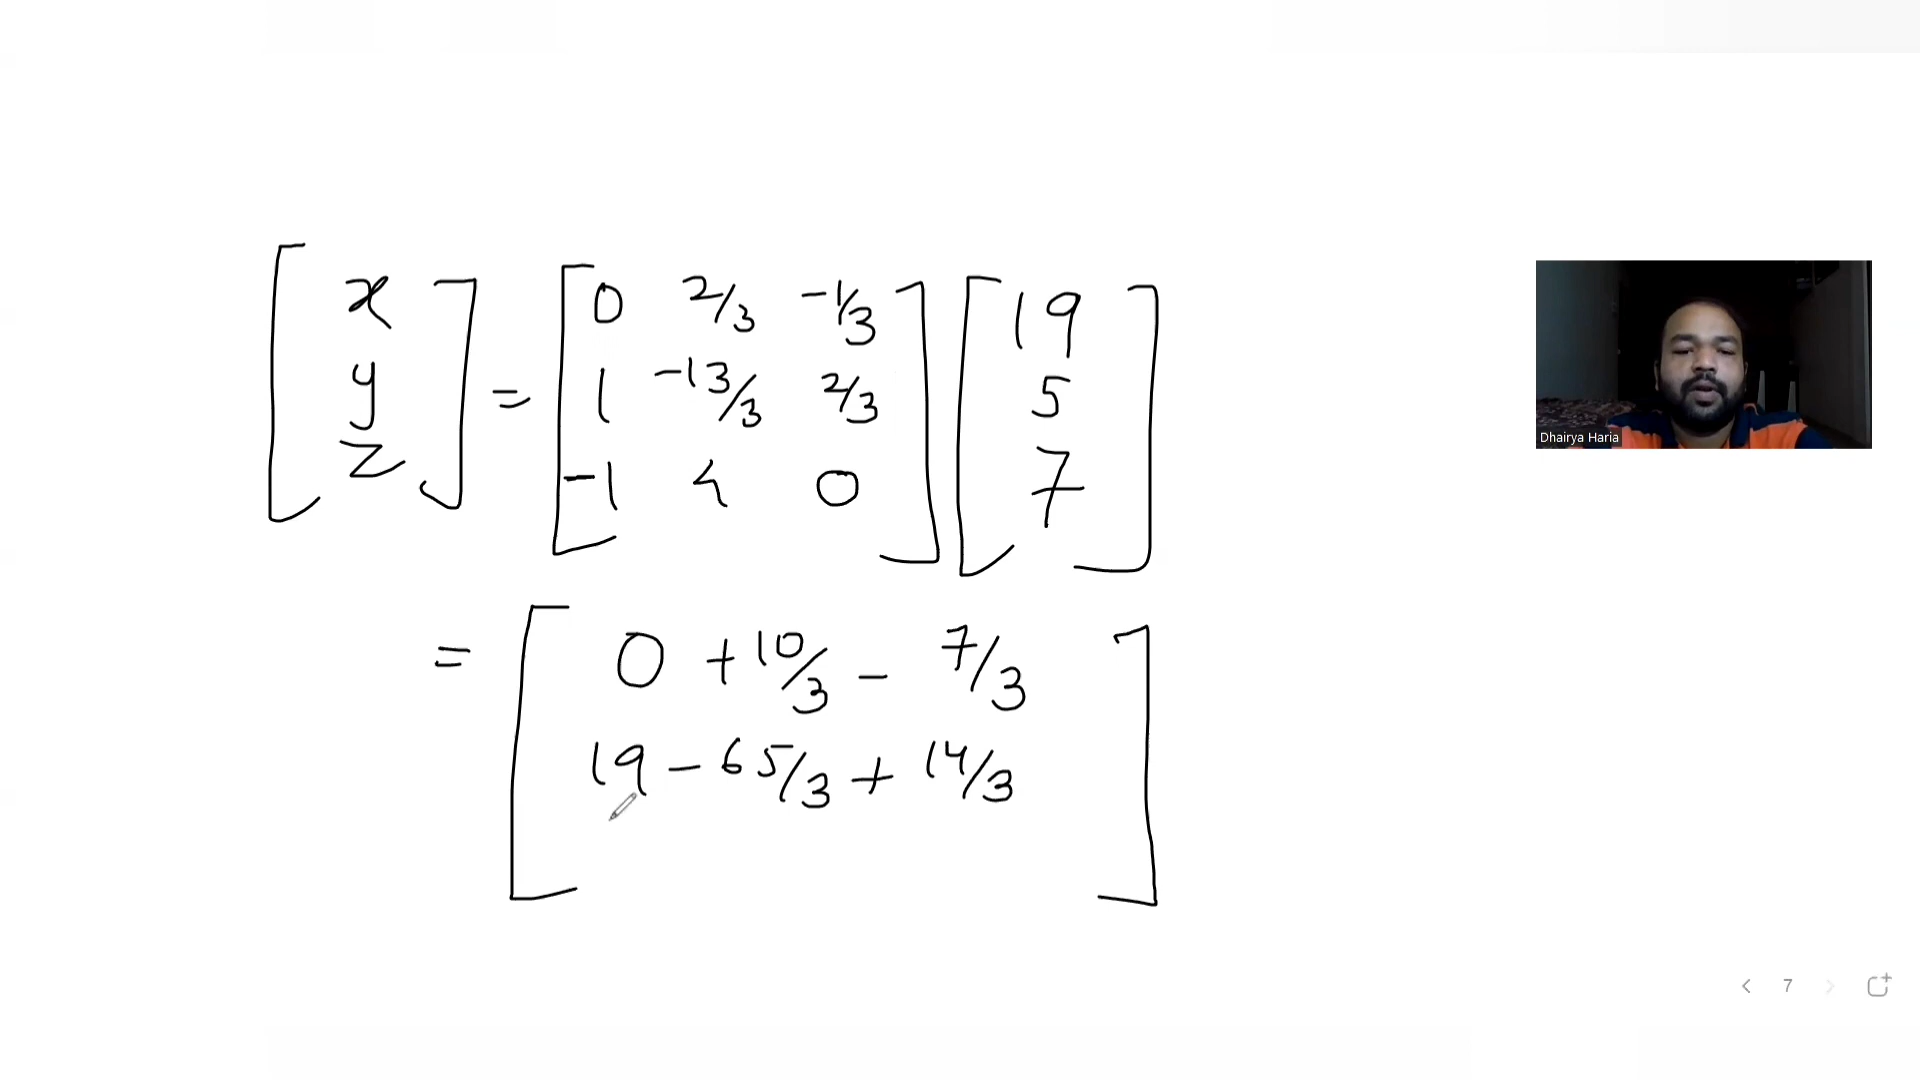 [x y z] = [0 2/3 -1/3
1 -13/3 2/3
-1 4 0] [19 5 7]
= [0 + 10/3 - 7/3
19 - 65/3 + 14/3]
Dhairya Haria
7